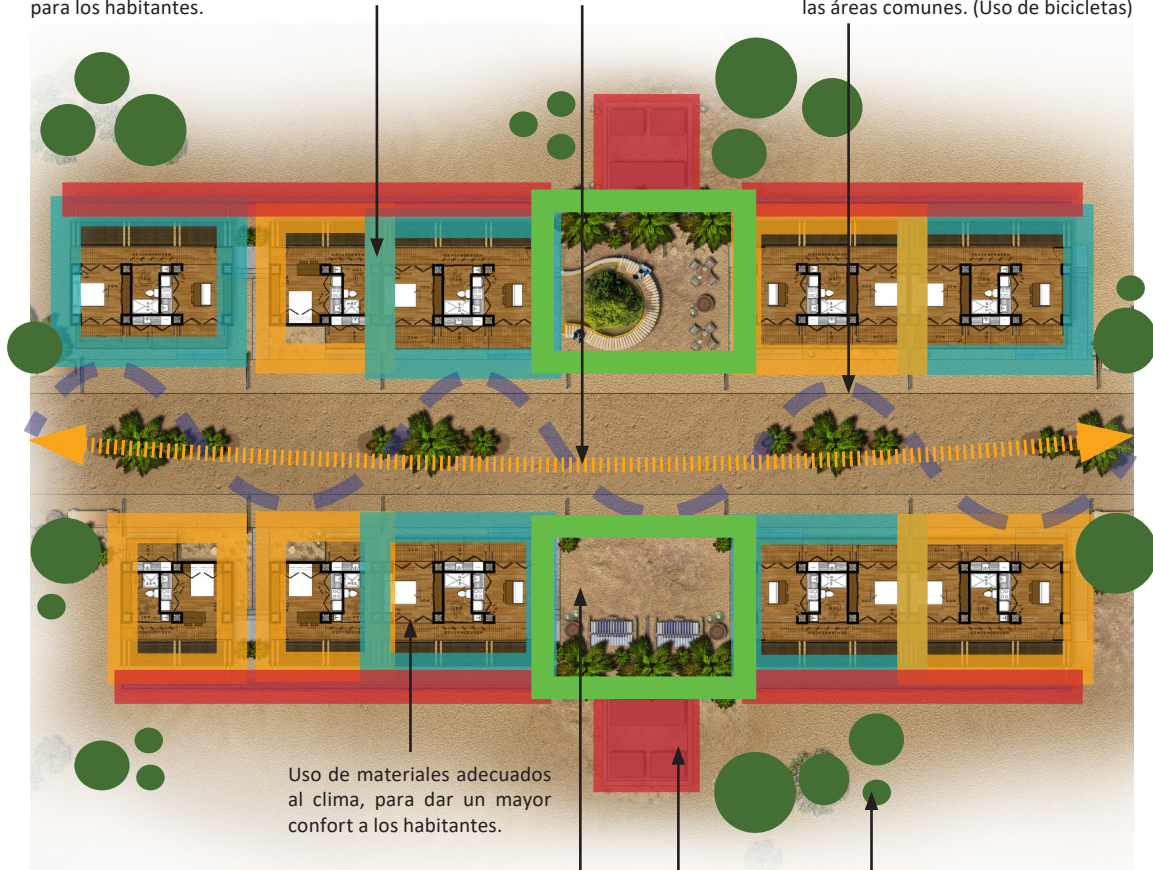 para los habitantes.
las áreas comunes. (Uso de bicicletas)
Uso de materiales adecuados
al clima, para dar un mayor
confort a los habitantes.